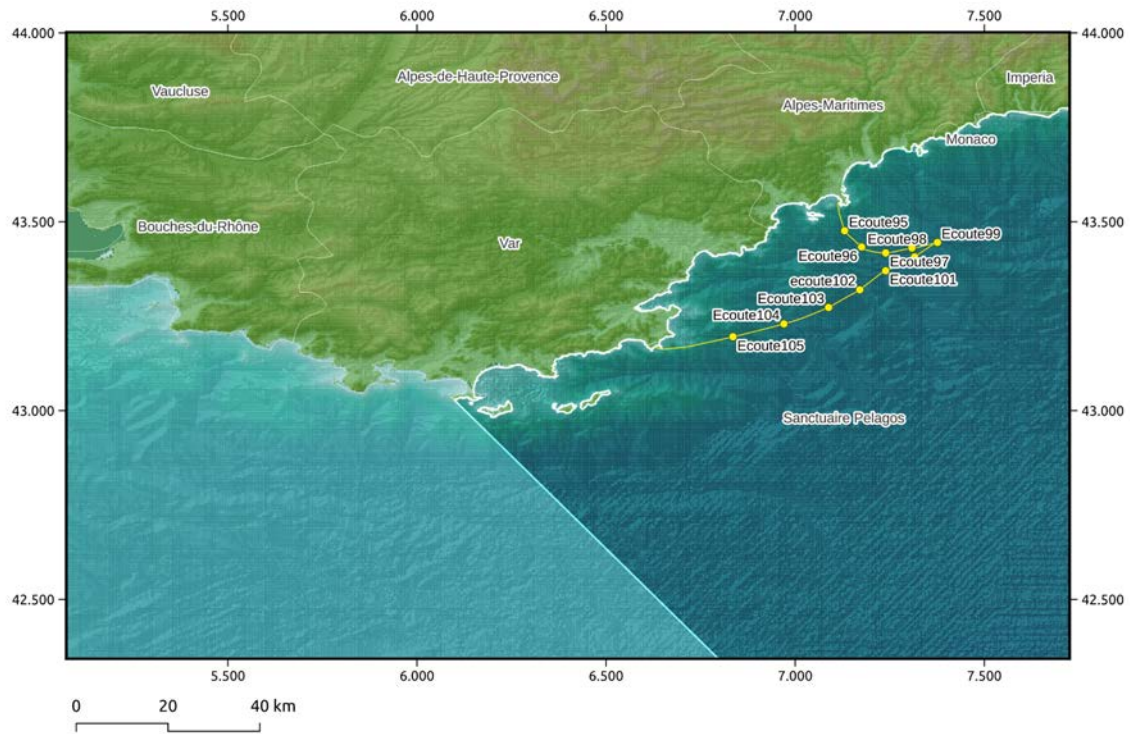 5.500 6.000 6.500 7.000 7.500
44.000 44.000
Alpes-de-Haute-Provence Imperia
Vaucluse
Alpes-Maritimes
Monaco
43.500 43.500
Bouches-du-Rhône Ecoute95
Ecoute98 Ecoute99
Var
Ecoute96 Ecoute97
ecoute102 Ecoute101
Ecoute103
Ecoute104
Ecoute105
43.000 43.000
Sanctuaire Pelagos
42.500 42.500
5.500 6.000 6.500 7.000 7.500
0 20 40 km